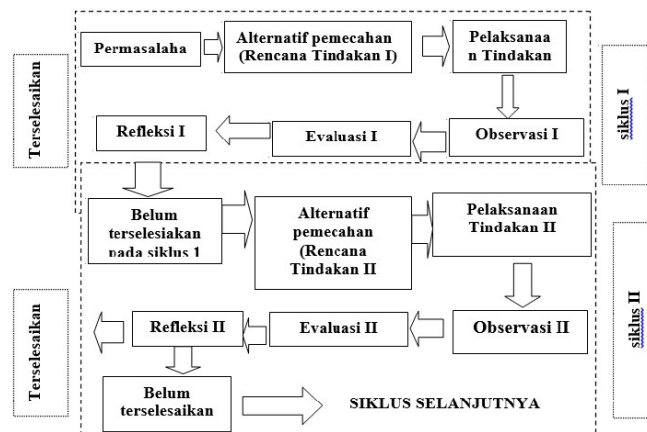 Permasalaha
Alternatif pemecahan
(Rencana Tindakan I)
Pelaksanaa
n Tindakan
Terselesaikan
siklus I
Refleksi I
Evaluasi I
Observasi I
Belum
terselesiakan
pada siklus 1
Alternatif
pemecahan
(Rencana
Tindakan II
Pelaksanaan
Tindakan II
Terselesaikan
siklus II
Refleksi II
Evaluasi II
Observasi II
Belum
terselesaikan
SIKLUS SELANJUTNYA